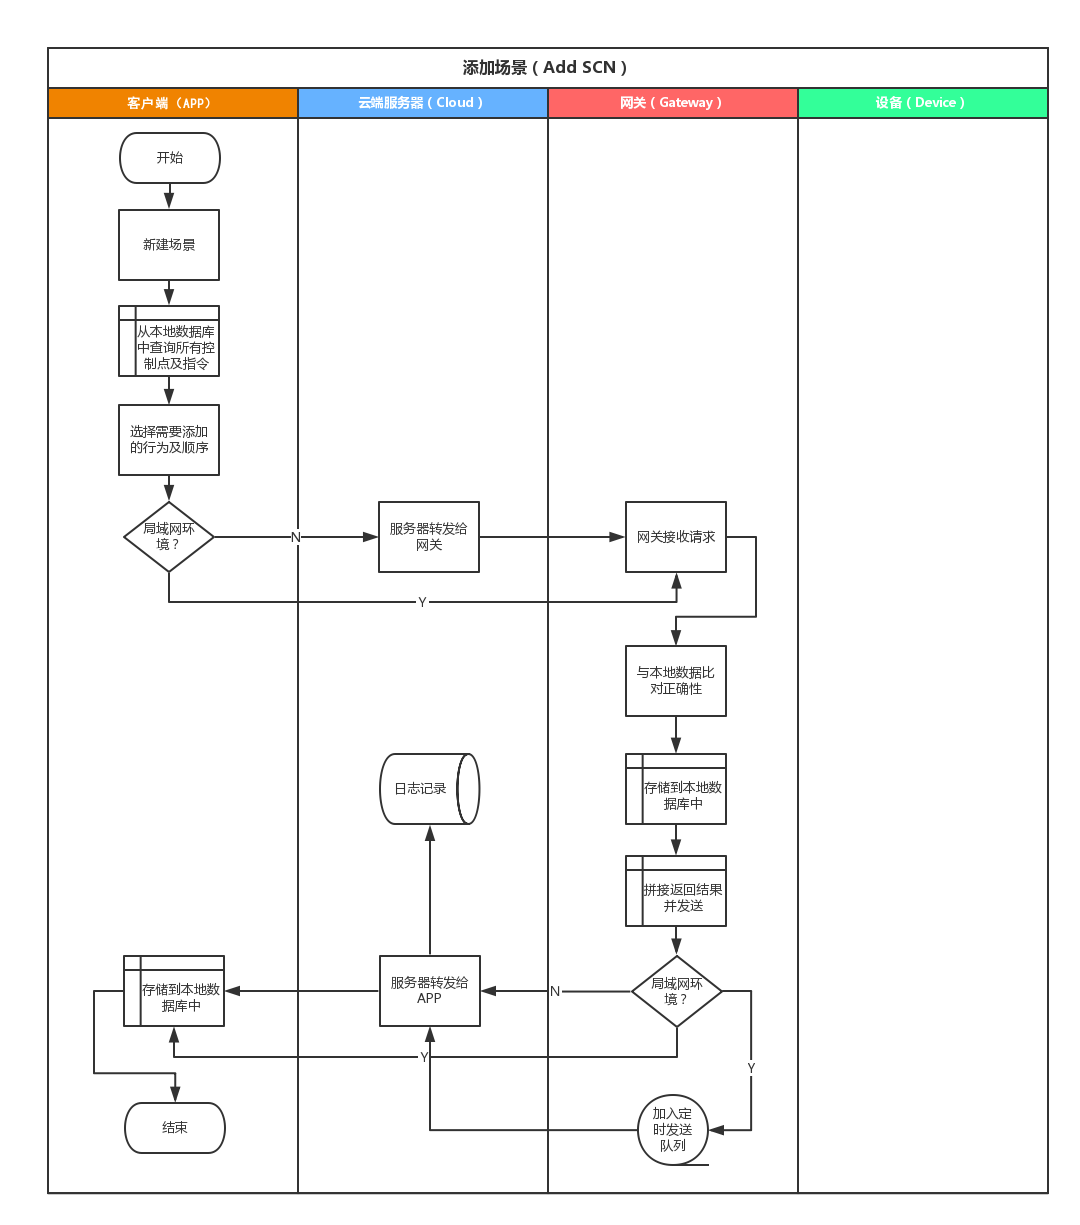 添加场景（Add SCN）
客户端（APP）
云端服务器（Cloud）
网关（Gateway）
设备（Device）
开始
新建场景
从本地数据库
中查询所有控
制点及指令
选择需要添加
的行为及顺序
局域网环
境？
N
服务器转发给
网关
网关接收请求
Y
与本地数据比
对正确性
日志记录
存储到本地数
据库中
拼接返回结果
并发送
存储到本地数
据库中
服务器转发给
APP
N
局域网环
境？
Y
Y
加入定
时发送
队列
结束